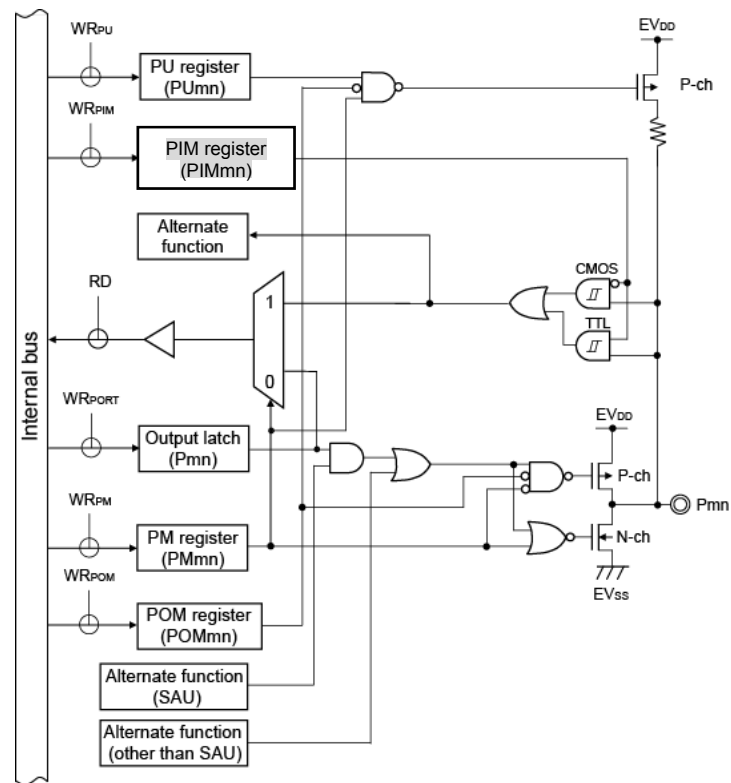 WRPU
PU register
(PUmn)
EVDD
P-ch
WRPIM
PIM register
(PIMmn)
Alternate
function
CMOS
RD
1
TTL
0
Internal bus
WRPORT
Output latch
(Pmn)
EVDD
P-ch
Pmn
WRPM
PM register
(PMmn)
N-ch
EVSS
WRPOM
POM register
(POMmn)
Alternate function
(SAU)
Alternate function
(other than SAU)